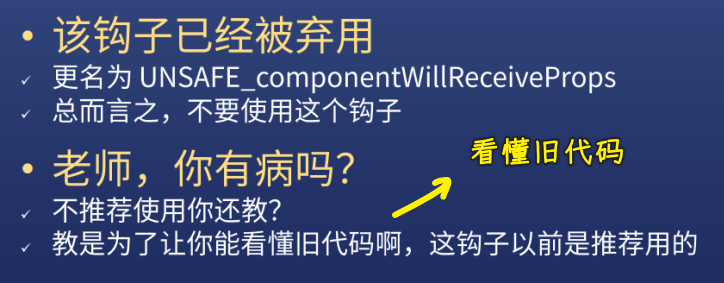 该钩子已经被弃用
更名为 UNSAFE_componentWillReceiveProps
总而言之，不要使用这个钩子
老师，你有病吗？
看懂旧代码
不推荐使用你还教？
教是为了让你能看懂旧代码啊，这钩子以前是推荐用的